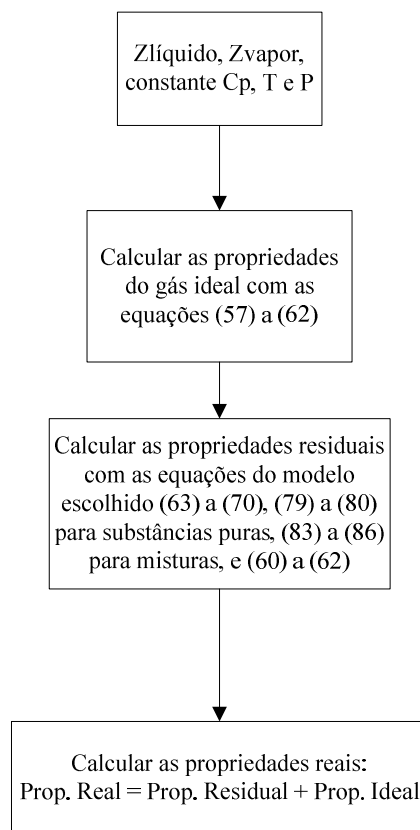 Zlíquido, Zvapor,
constante Cp, T e P
Calcular as propriedades
do gás ideal com as
equações (57) a (62)
Calcular as propriedades residuais
com as equações do modelo
escolhido (63) a (70), (79) a (80)
para substâncias puras, (83) a (86)
para misturas, e (60) a (62)
Calcular as propriedades reais:
Prop. Real = Prop. Residual + Prop. Ideal